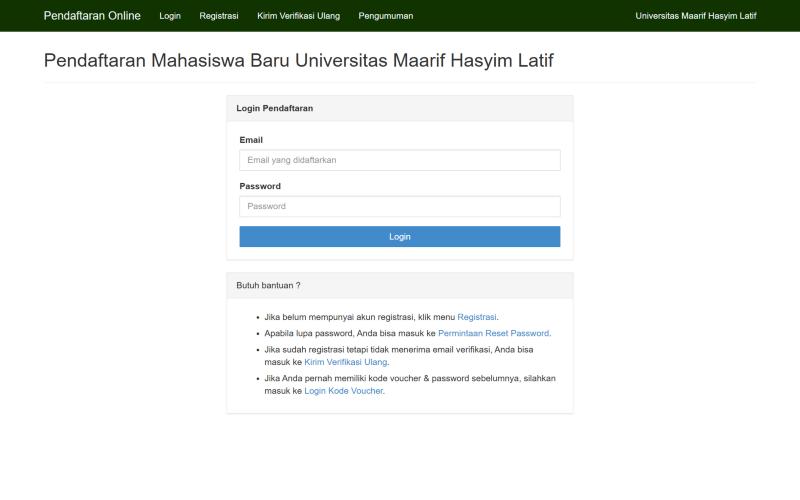 Pendaftaran Online Login Registrasi Kirim Verifikasi Ulang Pengumuman Universitas Maarif Hasyim Latif
Pendaftaran Mahasiswa Baru Universitas Maarif Hasyim Latif
Login Pendaftaran
Email
Email yang didaftarkan
Password
Password
Login
Butuh bantuan ?
• Jika belum mempunyai akun registrasi, klik menu Registrasi.
• Apabila lupa password, Anda bisa masuk ke Permintaan Reset Password.
• Jika sudah registrasi tetapi tidak menerima email verifikasi, Anda bisa
masuk ke Kirim Verifikasi Ulang.
• Jika Anda pernah memiliki kode voucher & password sebelumnya, silahkan
masuk ke Login Kode Voucher.